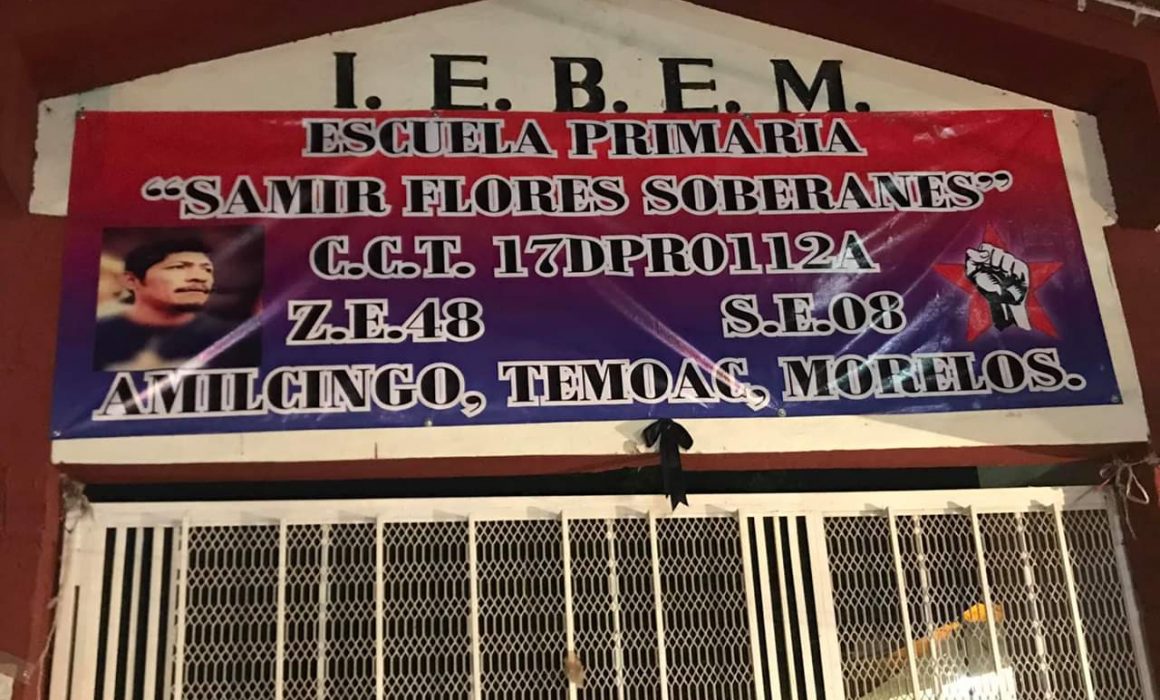 I. E. B. E. M.
ESCUELA PRIMARIA
“SAMIR FLORES SOBERANES”
C.C.T. 17DPR0112A
Z.E.48 S.E.08
AMILCINGO, TEMOAC, MORELOS.